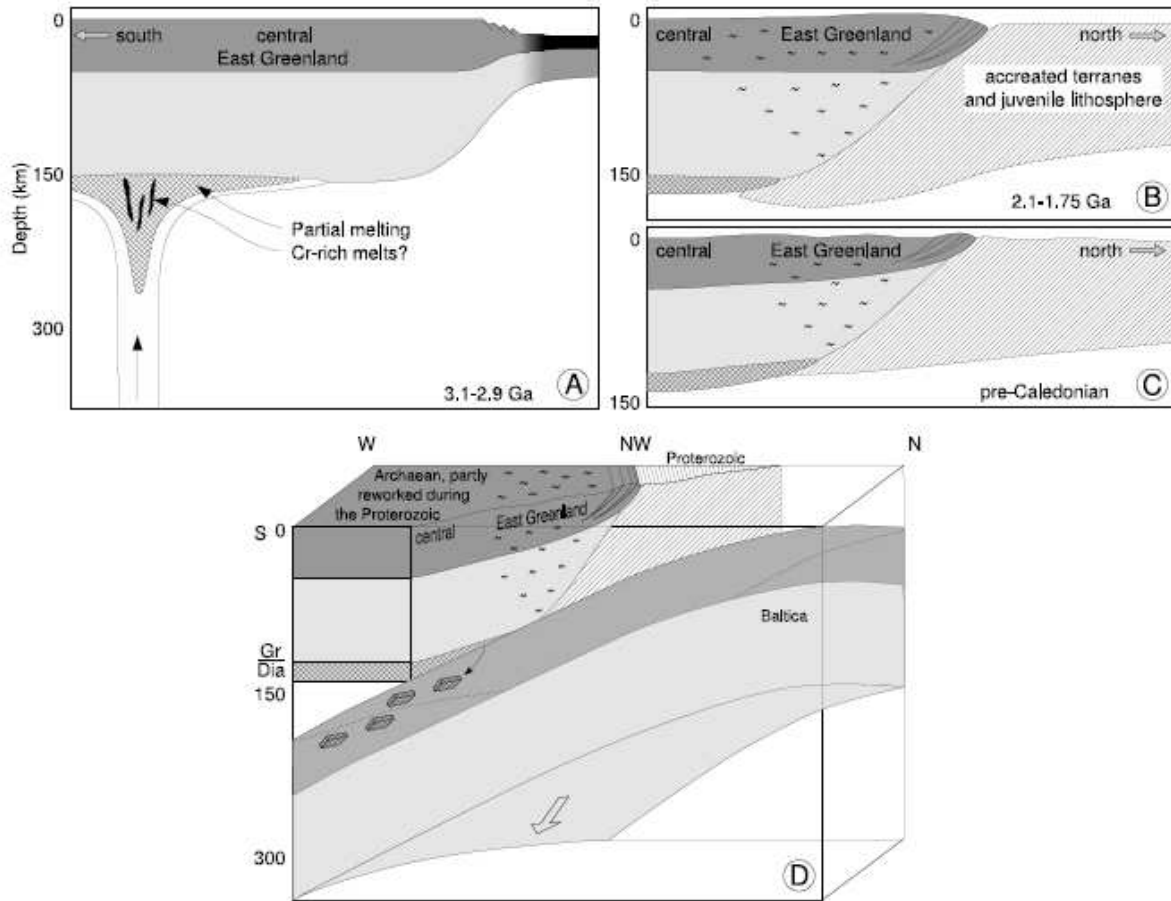 0
south
central
East Greenland
150
Depth (km)
Partial melting
Cr-rich melts?
300
3.1-2.9 Ga
A
0
central
East Greenland
north
accreated terranes
and juvenile lithosphere
150
2.1-1.75 Ga
B
0
central
East Greenland
north
150
pre-Caledonian
C
W
NW
N
Proterozoic
Archaean, partly
reworked during
the Proterozoic
S 0
central
East Greenland
Baltica
Gr
Dia
150
300
D